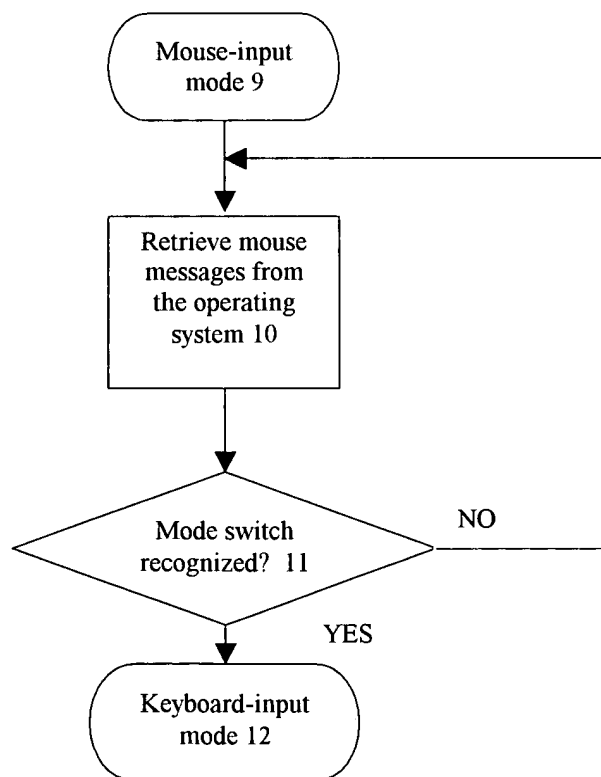 Mouse-input
mode 9
Retrieve mouse
messages from
the operating
system 10
Mode switch
recognized? 11
NO
YES
Keyboard-input
mode 12